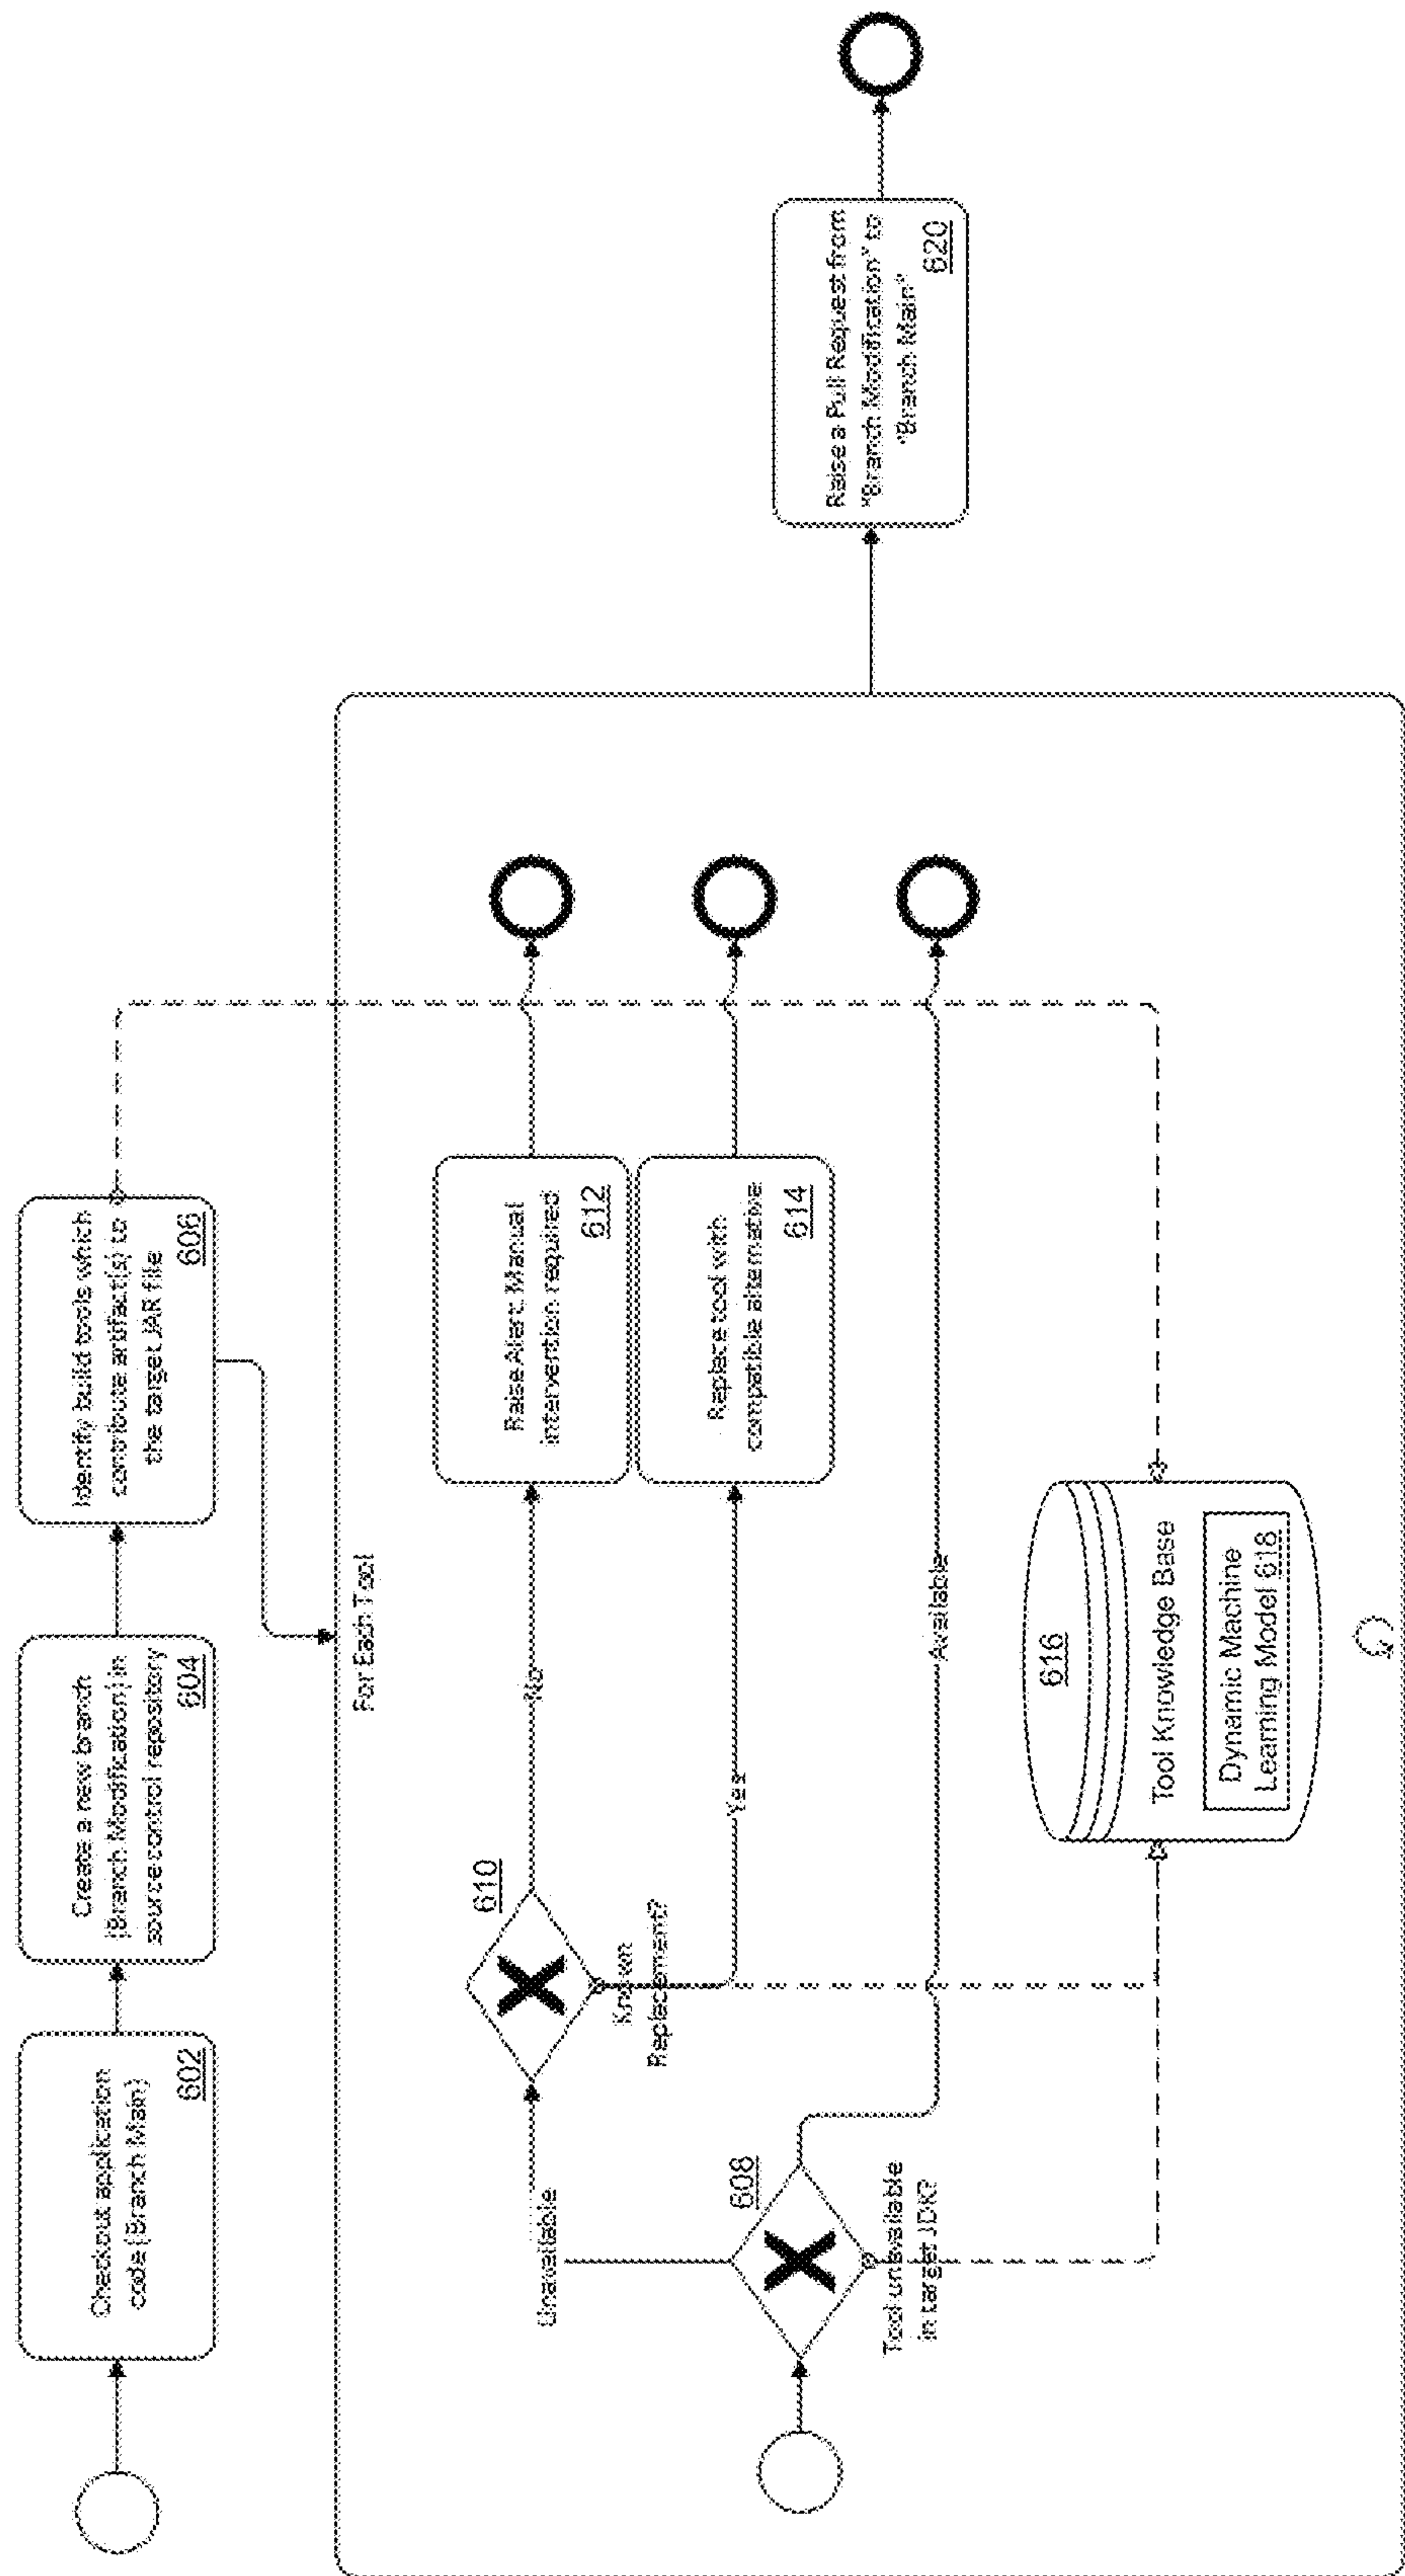 Checkout application
code (Branch Main)
602
Create a new branch
(Branch Modification) in
source control repository
604
Identify build tools which
contribute artifact(s) to
the target JAR file
606
For Each Tool
Unavailable
608
Tool unavailable
in target JDK?
610
Known
Replacement?
No
Yes
Available
Raise Alert: Manual
intervention required
612
Replace tool with
compatible alternative
614
616
Tool Knowledge Base
Dynamic Machine
Learning Model 618
Raise a Pull Request from
"Branch Modification" to
"Branch Main"
620